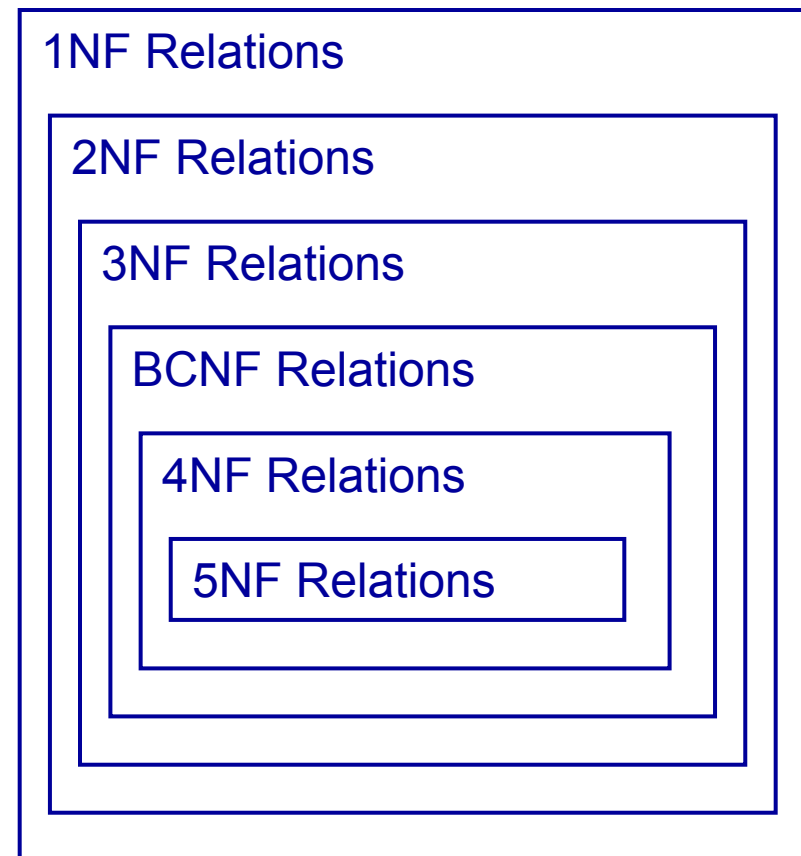 1NF Relations
2NF Relations
3NF Relations
BCNF Relations
4NF Relations
5NF Relations